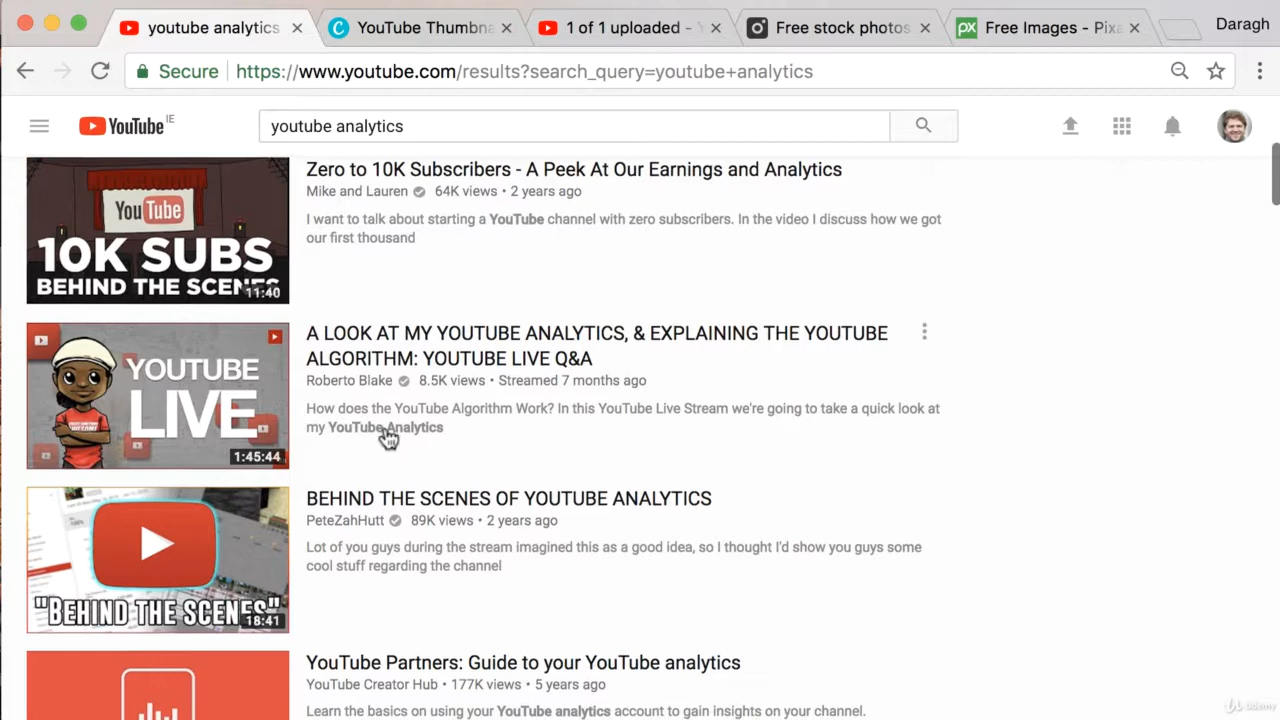 youtube analytics
YouTube Thumbna
1 of 1 uploaded - Y
Free stock photos
px
Free Images - Pixa
Daragh
Secure
https://www.youtube.com/results?search_query=youtube+analytics
YouTube IE
youtube analytics
YouTube
10K SUBS
BEHIND THE SCENES
11:40
Zero to 10K Subscribers - A Peek At Our Earnings and Analytics
Mike and Lauren 64K views • 2 years ago
I want to talk about starting a YouTube channel with zero subscribers. In the video I discuss how we got
our first thousand
YOUTUBE
LIVE
1:45:44
A LOOK AT MY YOUTUBE ANALYTICS, & EXPLAINING THE YOUTUBE
ALGORITHM: YOUTUBE LIVE Q&A
Roberto Blake 8.5K views • Streamed 7 months ago
How does the YouTube Algorithm Work? In this YouTube Live Stream we're going to take a quick look at
my YouTube Analytics
"BEHIND THE SCENES"
18:41
BEHIND THE SCENES OF YOUTUBE ANALYTICS
PeteZahHutt 89K views • 2 years ago
Lot of you guys during the stream imagined this as a good idea, so I thought I'd show you guys some
cool stuff regarding the channel
YouTube Partners: Guide to your YouTube analytics
YouTube Creator Hub • 177K views • 5 years ago
Learn the basics on using your YouTube analytics account to gain insights on your channel.
Udemy